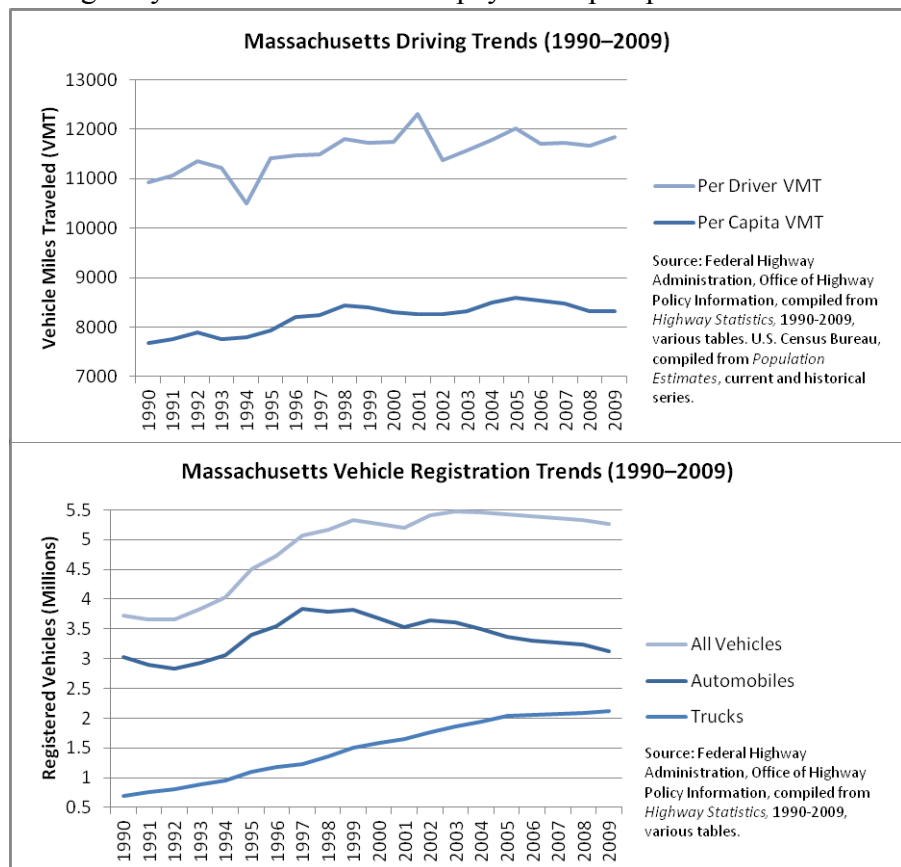 Massachusetts Driving Trends (1990–2009)
13000
12000
11000
10000
9000
8000
7000
Vehicle Miles Traveled (VMT)
1990
1991
1992
1993
1994
1995
1996
1997
1998
1999
2000
2001
2002
2003
2004
2005
2006
2007
2008
2009
Per Driver VMT
Per Capita VMT
Source: Federal Highway
Administration, Office of Highway
Policy Information, compiled from
Highway Statistics, 1990-2009,
various tables. U.S. Census Bureau,
compiled from Population
Estimates, current and historical
series.
Massachusetts Vehicle Registration Trends (1990–2009)
5.5
5
4.5
4
3.5
3
2.5
2
1.5
1
0.5
Registered Vehicles (Millions)
1990
1991
1992
1993
1994
1995
1996
1997
1998
1999
2000
2001
2002
2003
2004
2005
2006
2007
2008
2009
All Vehicles
Automobiles
Trucks
Source: Federal Highway
Administration, Office of Highway
Policy Information, compiled from
Highway Statistics, 1990-2009,
various tables.